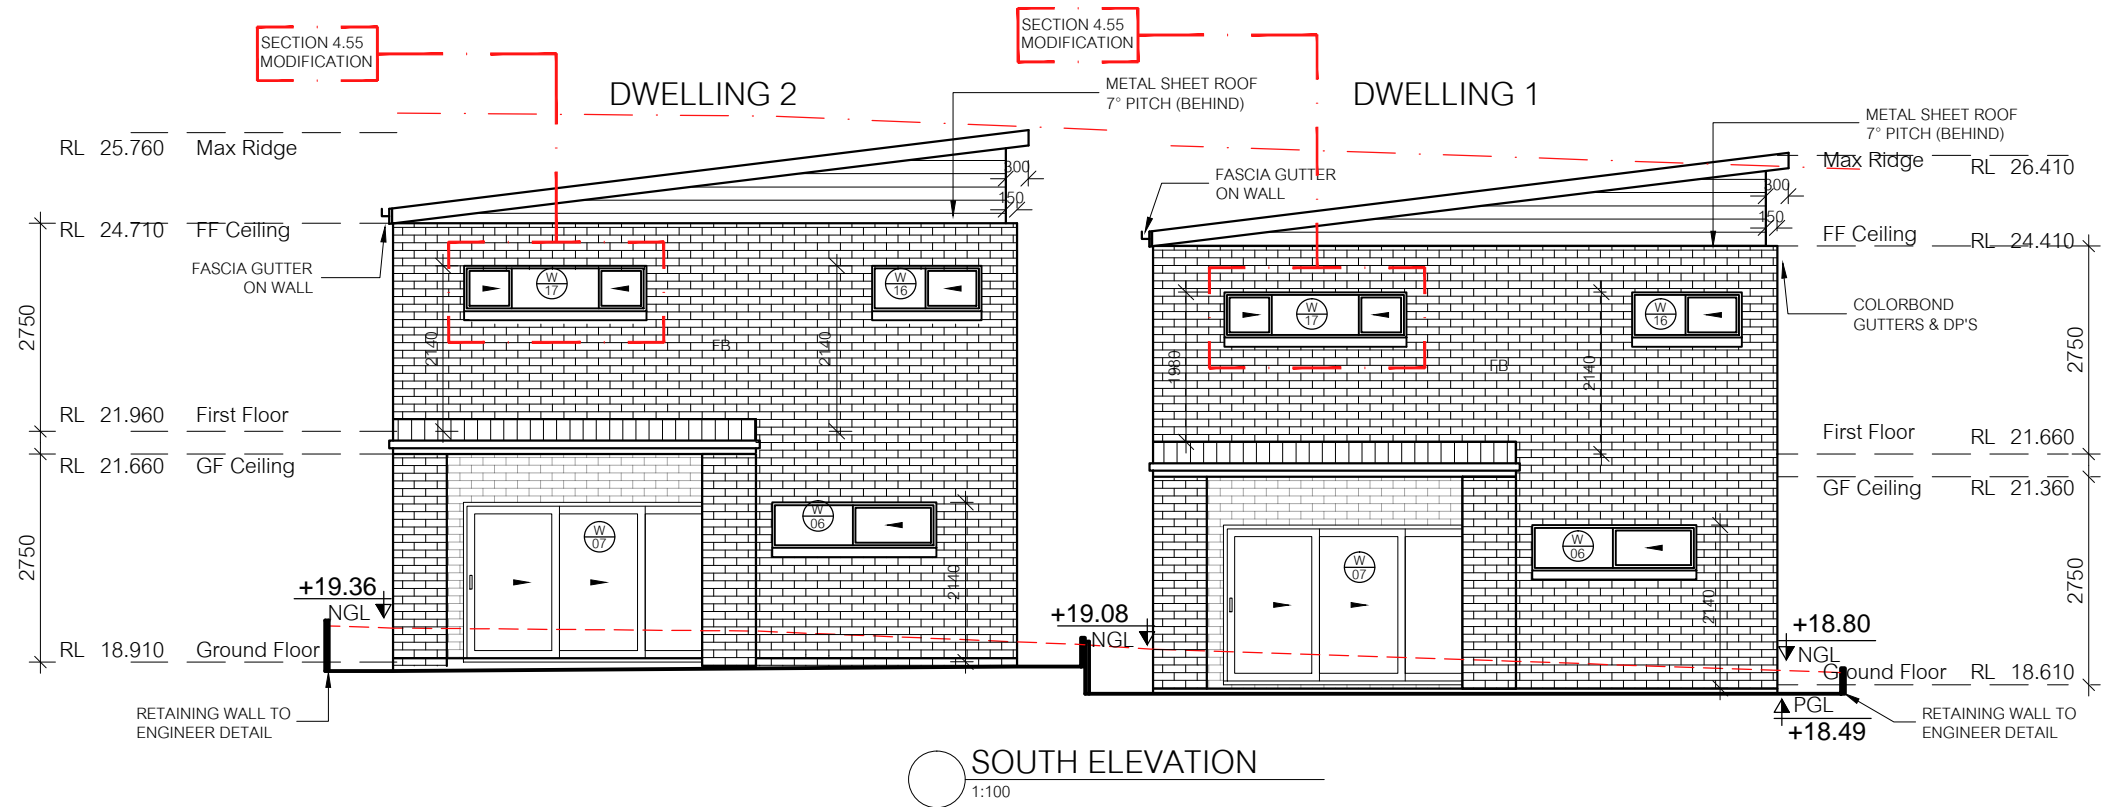 SECTION 4.55
MODIFICATION
SECTION 4.55
MODIFICATION
DWELLING 2
DWELLING 1
METAL SHEET ROOF
7° PITCH (BEHIND)
METAL SHEET ROOF
7° PITCH (BEHIND)
RL 25.760 Max Ridge
Max Ridge RL 26.410
FASCIA GUTTER
ON WALL
300
150
300
150
RL 24.710 FF Ceiling
FF Ceiling RL 24.410
FASCIA GUTTER
ON WALL
W
17
W
16
W
17
W
16
COLORBOND
GUTTERS & DP'S
2750
2140
FB
2140
1980
FB
2140
2750
RL 21.960 First Floor
First Floor RL 21.660
RL 21.660 GF Ceiling
GF Ceiling RL 21.360
W
07
W
06
W
07
W
06
2750
2140
2140
2750
+19.36
NGL
+19.08
NGL
+18.80
NGL
RL 18.910 Ground Floor
Ground Floor RL 18.610
PGL
+18.49
RETAINING WALL TO
ENGINEER DETAIL
RETAINING WALL TO
ENGINEER DETAIL
SOUTH ELEVATION
1:100